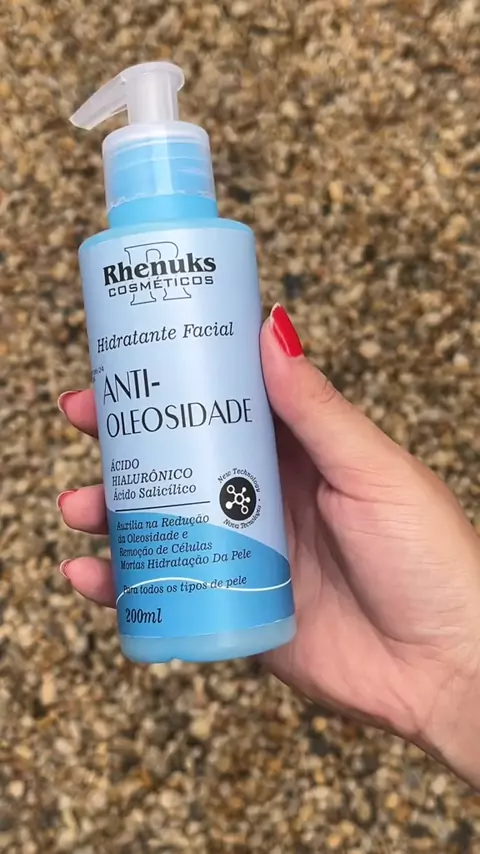 R
Rhenuks
COSMÉTICOS
Hidratante Facial
ANTI-
OLEOSIDADE
ÁCIDO
HIALURÔNICO
Ácido Salicílico
New Technology
Nova Tecnologia
Auxilia na Redução
da Oleosidade e
Remoção de Células
Mortas Hidratação Da Pele
Para todos os tipos de pele
200ml